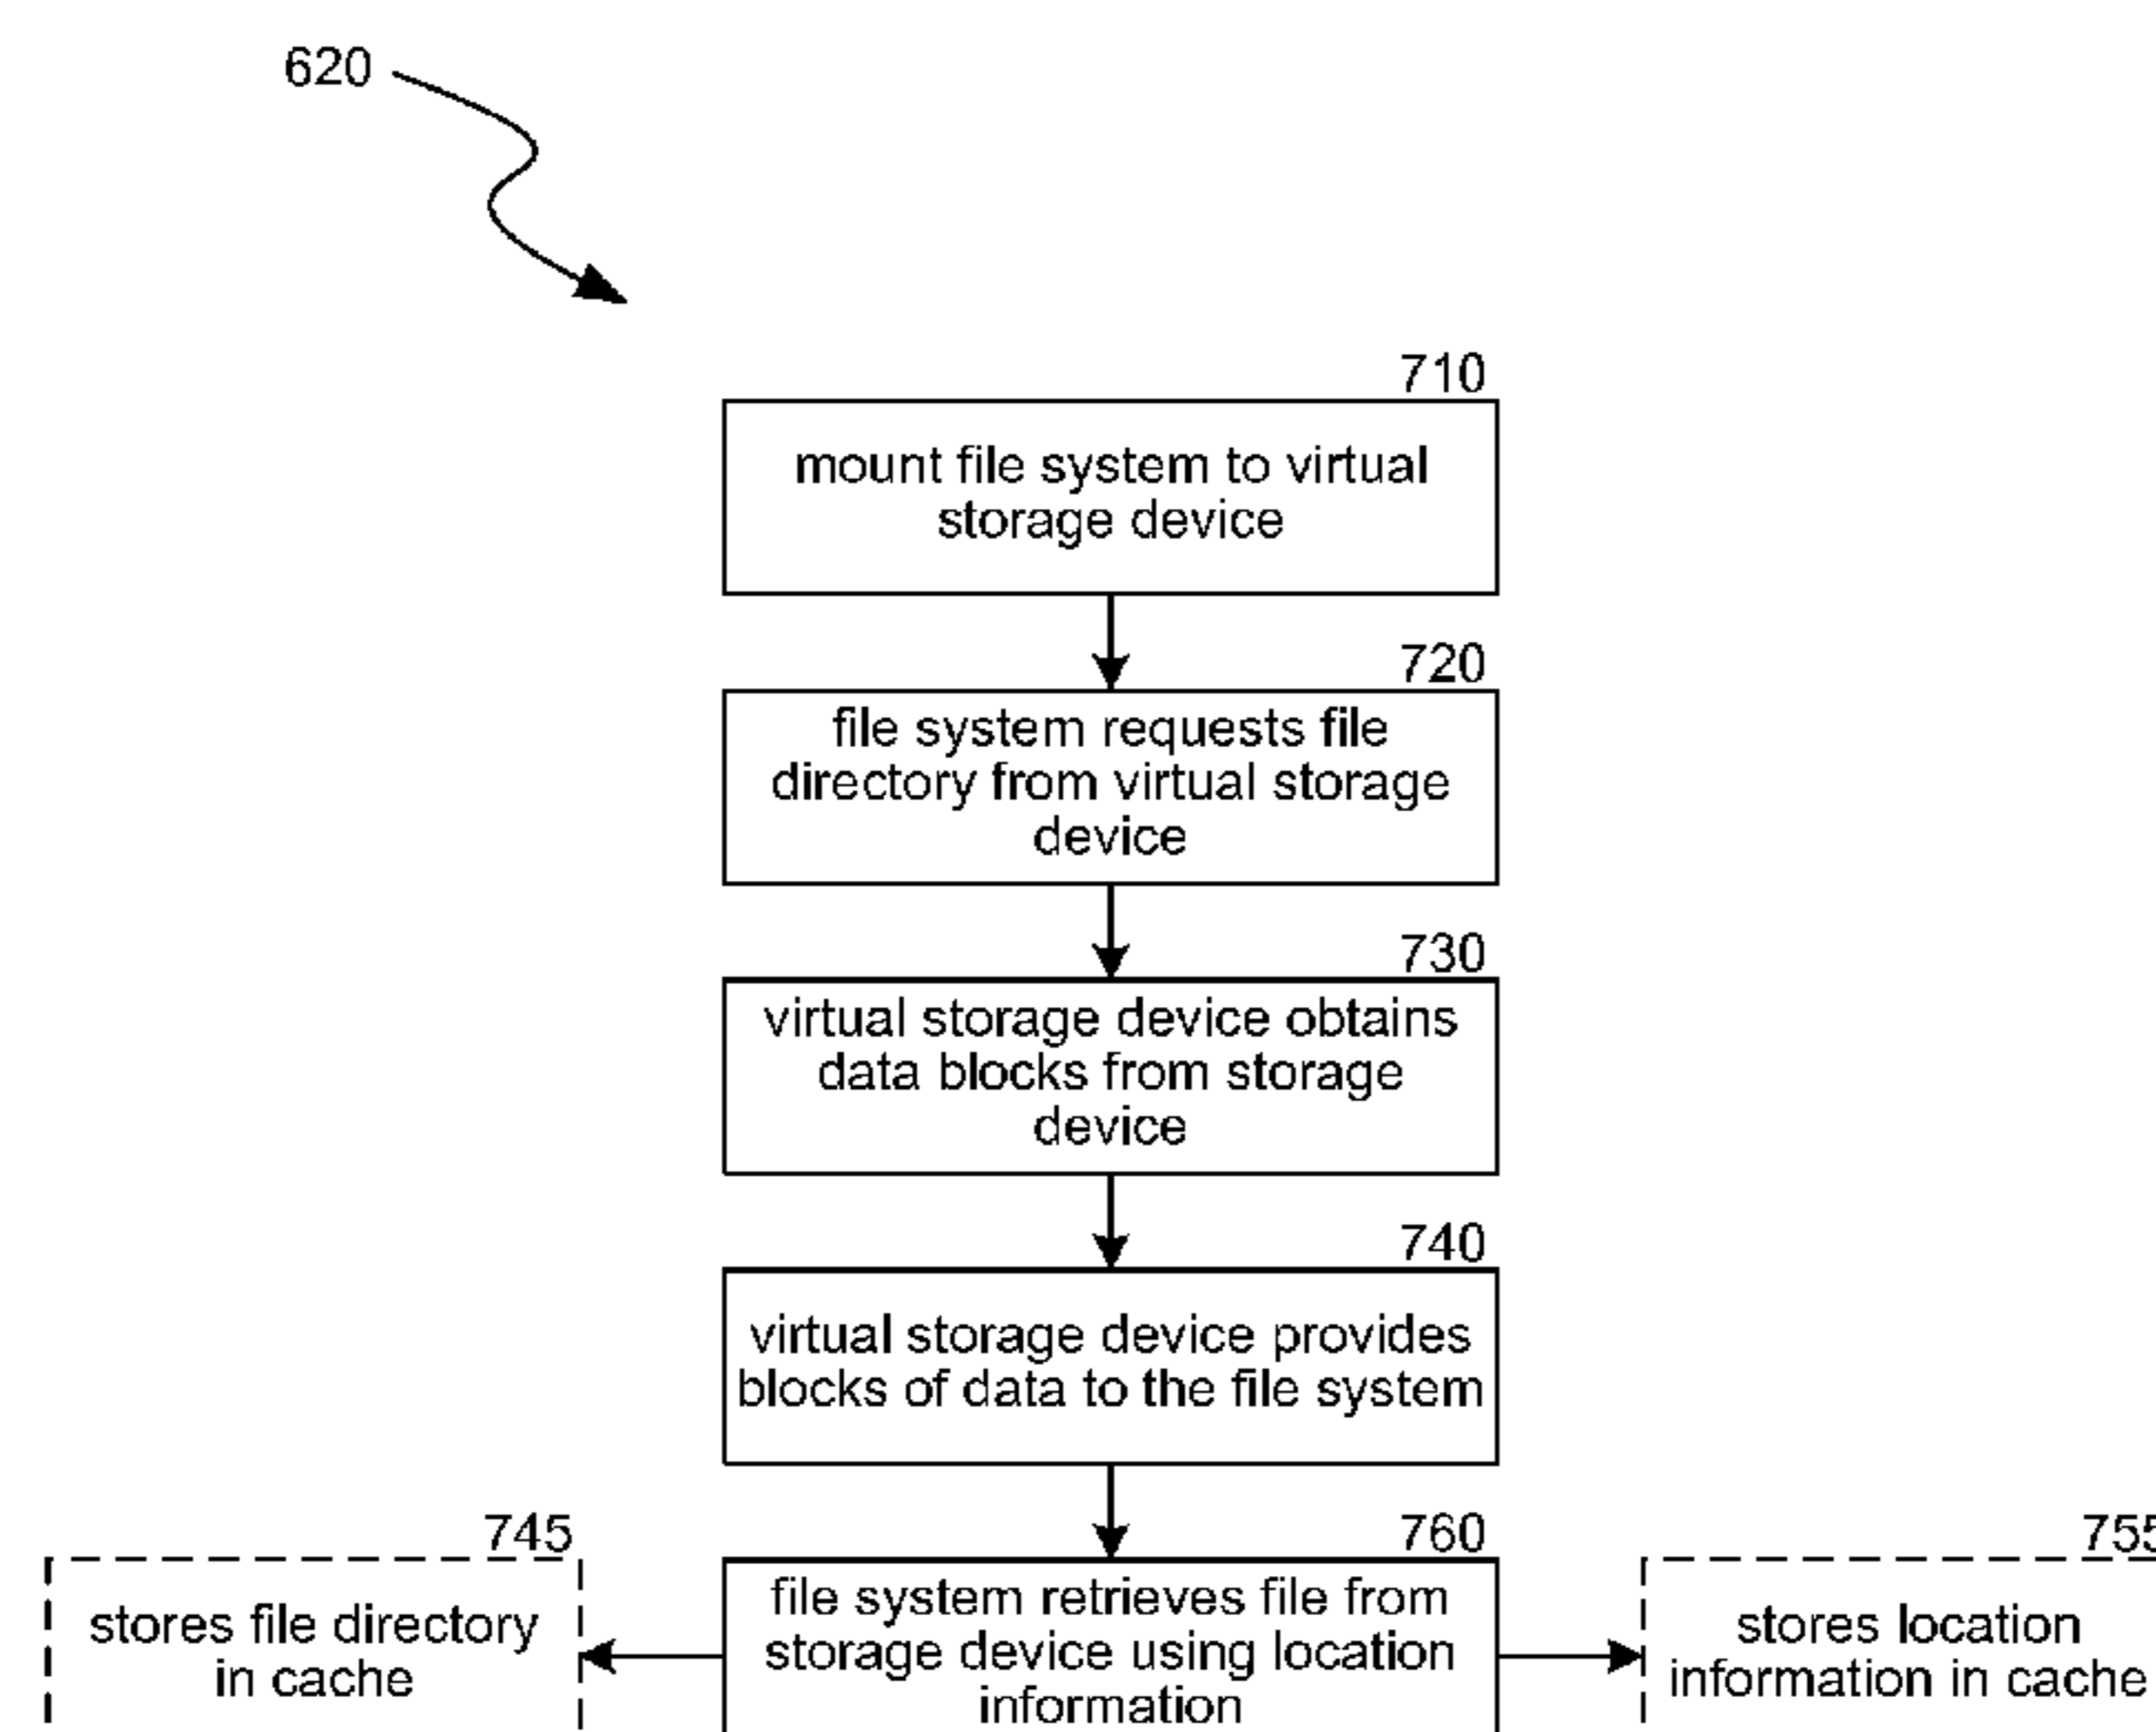 620
710
mount file system to virtual
storage device
720
file system requests file
directory from virtual storage
device
730
virtual storage device obtains
data blocks from storage
device
740
virtual storage device provides
blocks of data to the file system
745
stores file directory
in cache
760
file system retrieves file from
storage device using location
information
755
stores location
information in cache